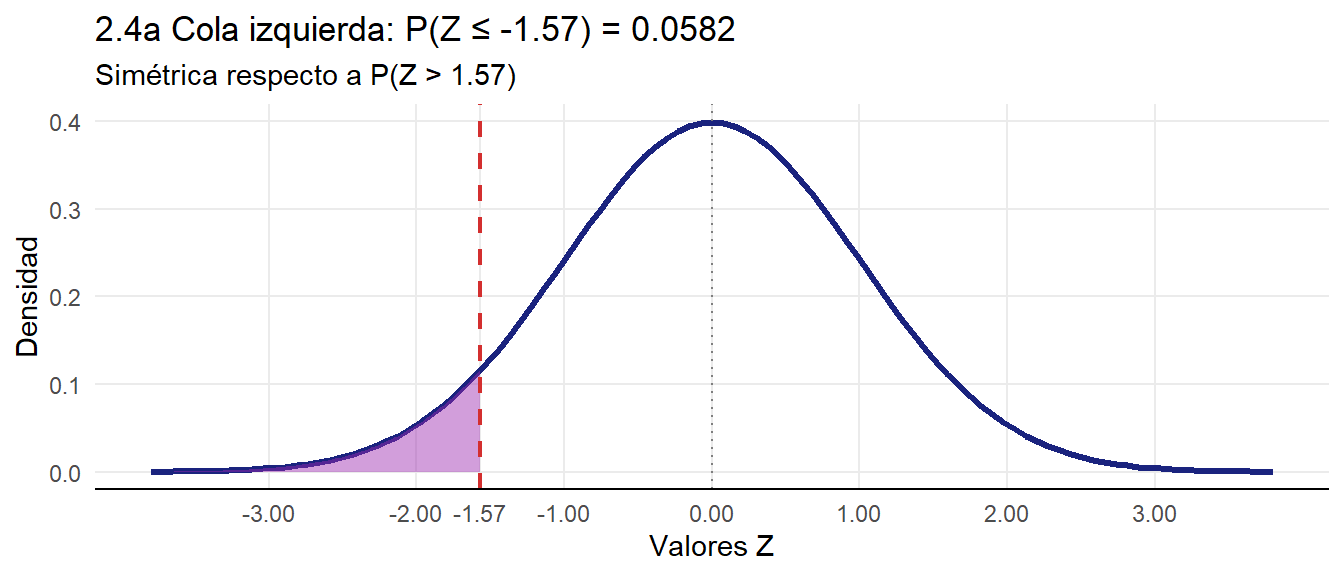 2.4a Cola izquierda: P(Z ≤ -1.57) = 0.0582
Simétrica respecto a P(Z > 1.57)
Densidad
0.4
0.3
0.2
0.1
0.0
-3.00 -2.00 -1.57 -1.00 0.00 1.00 2.00 3.00
Valores Z